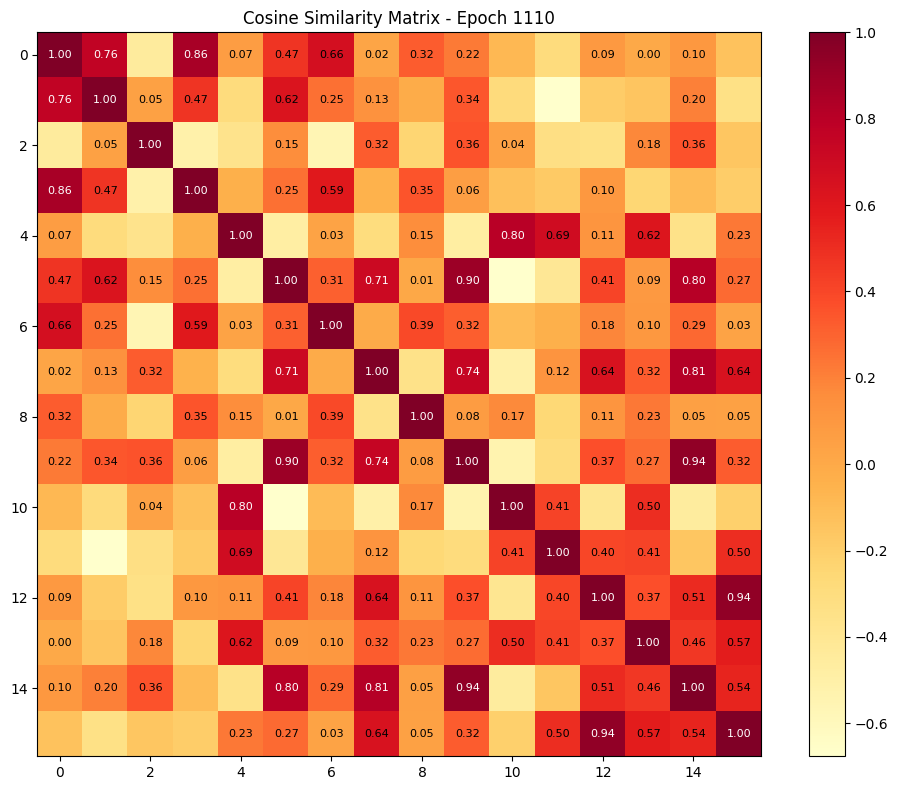 Cosine Similarity Matrix - Epoch 1110
0 1.00 0.76 0.86 0.07 0.47 0.66 0.02 0.32 0.22 0.09 0.00 0.10
0.76 1.00 0.05 0.47 0.62 0.25 0.13 0.34 0.20
2 0.05 1.00 0.15 0.32 0.36 0.04 0.18 0.36
0.86 0.47 1.00 0.25 0.59 0.35 0.06 0.10
4 0.07 1.00 0.03 0.15 0.80 0.69 0.11 0.62 0.23
0.47 0.62 0.15 0.25 1.00 0.31 0.71 0.01 0.90 0.41 0.09 0.80 0.27
6 0.66 0.25 0.59 0.03 0.31 1.00 0.39 0.32 0.18 0.10 0.29 0.03
0.02 0.13 0.32 0.71 1.00 0.74 0.12 0.64 0.32 0.81 0.64
8 0.32 0.35 0.15 0.01 0.39 1.00 0.08 0.17 0.11 0.23 0.05 0.05
0.22 0.34 0.36 0.06 0.90 0.32 0.74 0.08 1.00 0.37 0.27 0.94 0.32
10 0.04 0.80 0.17 1.00 0.41 0.50
0.69 0.12 0.41 1.00 0.40 0.41 0.50
12 0.09 0.10 0.11 0.41 0.18 0.64 0.11 0.37 0.40 1.00 0.37 0.51 0.94
0.00 0.18 0.62 0.09 0.10 0.32 0.23 0.27 0.50 0.41 0.37 1.00 0.46 0.57
14 0.10 0.20 0.36 0.80 0.29 0.81 0.05 0.94 0.51 0.46 1.00 0.54
0.23 0.27 0.03 0.64 0.05 0.32 0.50 0.94 0.57 0.54 1.00
0 2 4 6 8 10 12 14
1.0
0.8
0.6
0.4
0.2
0.0
−0.2
−0.4
−0.6